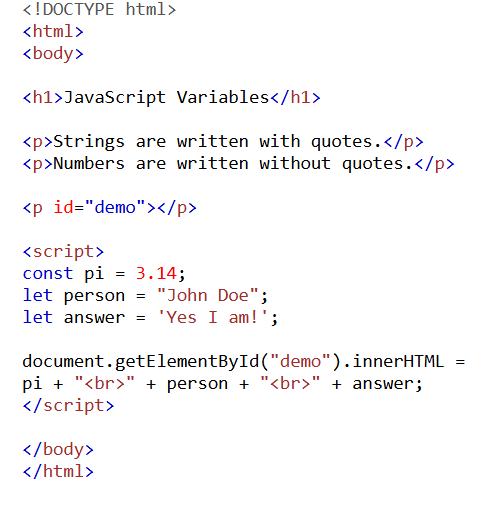 <!DOCTYPE html>
<html>
<body>

<h1>JavaScript Variables</h1>

<p>Strings are written with quotes.</p>
<p>Numbers are written without quotes.</p>

<p id="demo"></p>

<script>
const pi = 3.14;
let person = "John Doe";
let answer = 'Yes I am!';

document.getElementById("demo").innerHTML =
pi + "<br>" + person + "<br>" + answer;
</script>

</body>
</html>